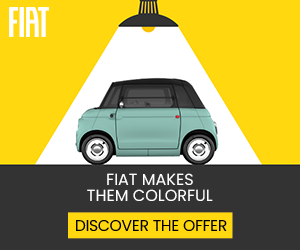 FIAT
FIAT MAKES
THEM COLORFUL
DISCOVER THE OFFER